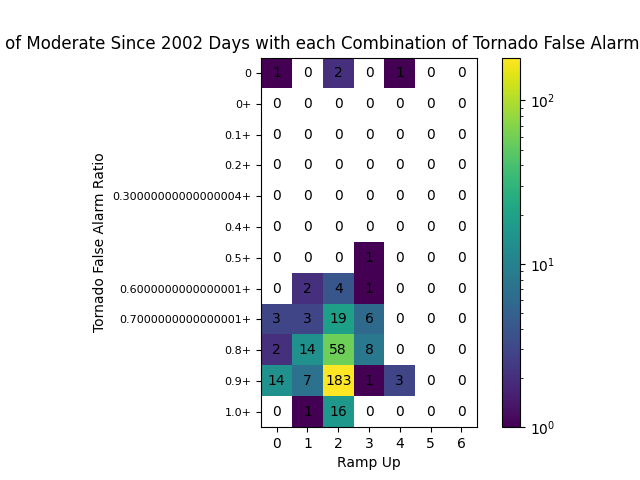 of Moderate Since 2002 Days with each Combination of Tornado False Alarm
Tornado False Alarm Ratio
0 1 0 2 0 1 0 0
0+ 0 0 0 0 0 0 0
0.1+ 0 0 0 0 0 0 0
0.2+ 0 0 0 0 0 0 0
0.30000000000000004+ 0 0 0 0 0 0 0
0.4+ 0 0 0 0 0 0 0
0.5+ 0 0 0 1 0 0 0
0.6000000000000001+ 0 2 4 1 0 0 0
0.7000000000000001+ 3 3 19 6 0 0 0
0.8+ 2 14 58 8 0 0 0
0.9+ 14 7 183 1 3 0 0
1.0+ 0 1 16 0 0 0 0
0 1 2 3 4 5 6
Ramp Up
10²
10¹
10⁰